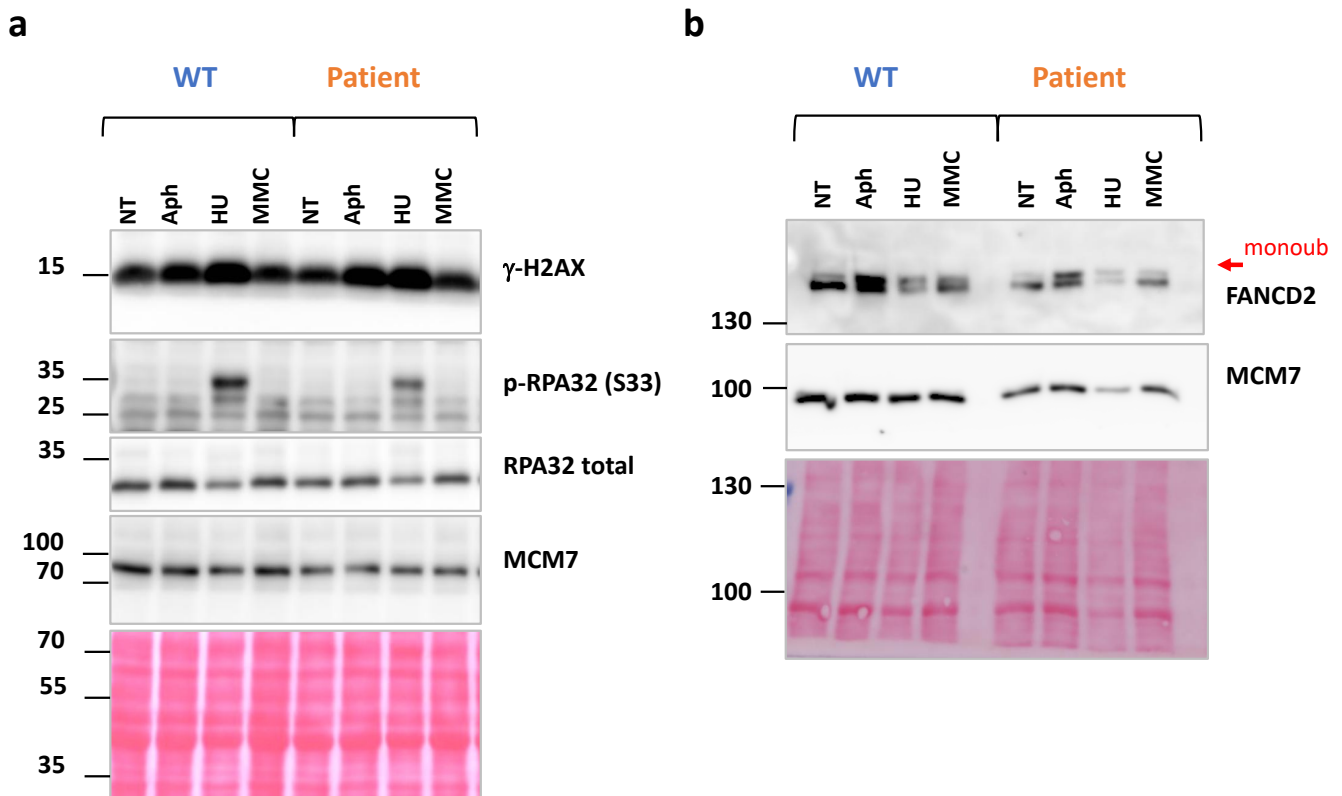 a
WT Patient
NT Aph HU MMC NT Aph HU MMC
15 γ-H2AX
35
25 p-RPA32 (S33)
35 RPA32 total
100
70 MCM7
70
55
35
b
WT Patient
NT Aph HU MMC NT Aph HU MMC
monoub
FANCD2
130
100 MCM7
130
100